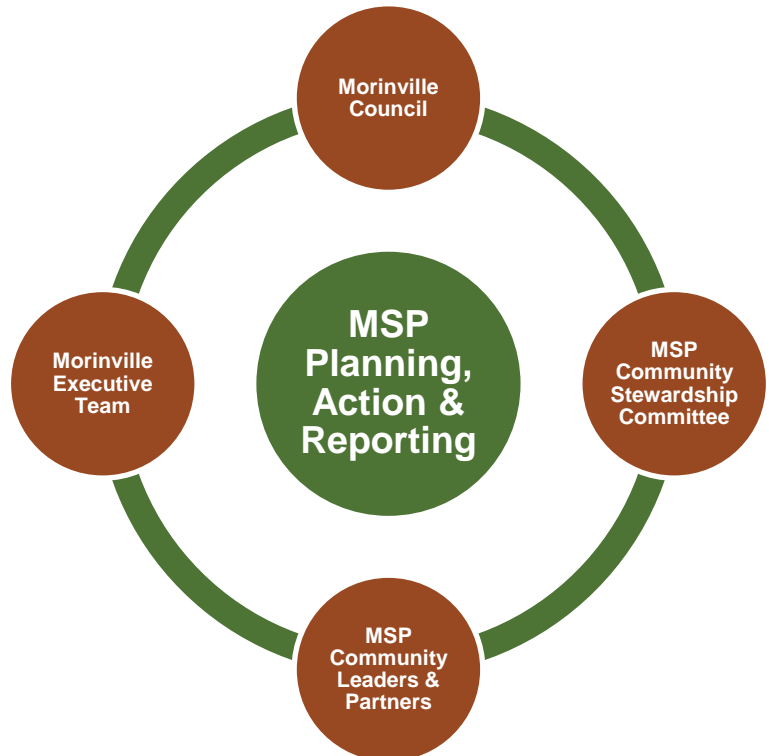 Morinville
Council
Morinville
Executive
Team
MSP
Planning,
Action &
Reporting
MSP
Community
Stewardship
Committee
MSP
Community
Leaders &
Partners